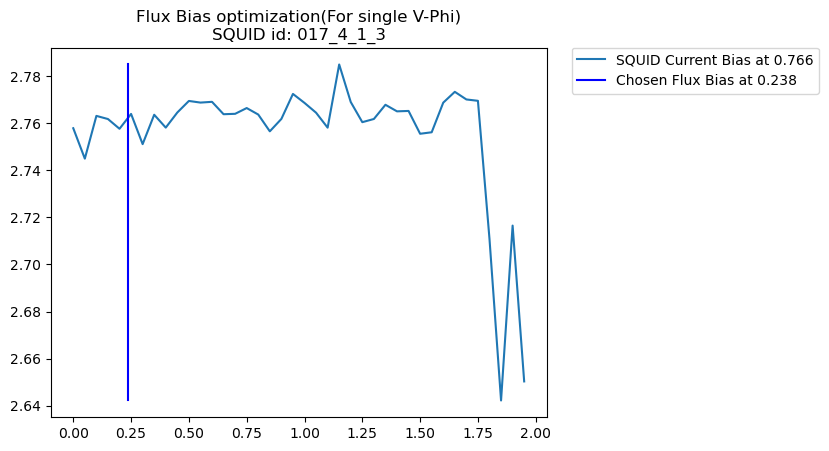 Flux Bias optimization(For single V-Phi)
SQUID id: 017_4_1_3
SQUID Current Bias at 0.766
Chosen Flux Bias at 0.238
2.78
2.76
2.74
2.72
2.70
2.68
2.66
2.64
0.00 0.25 0.50 0.75 1.00 1.25 1.50 1.75 2.00